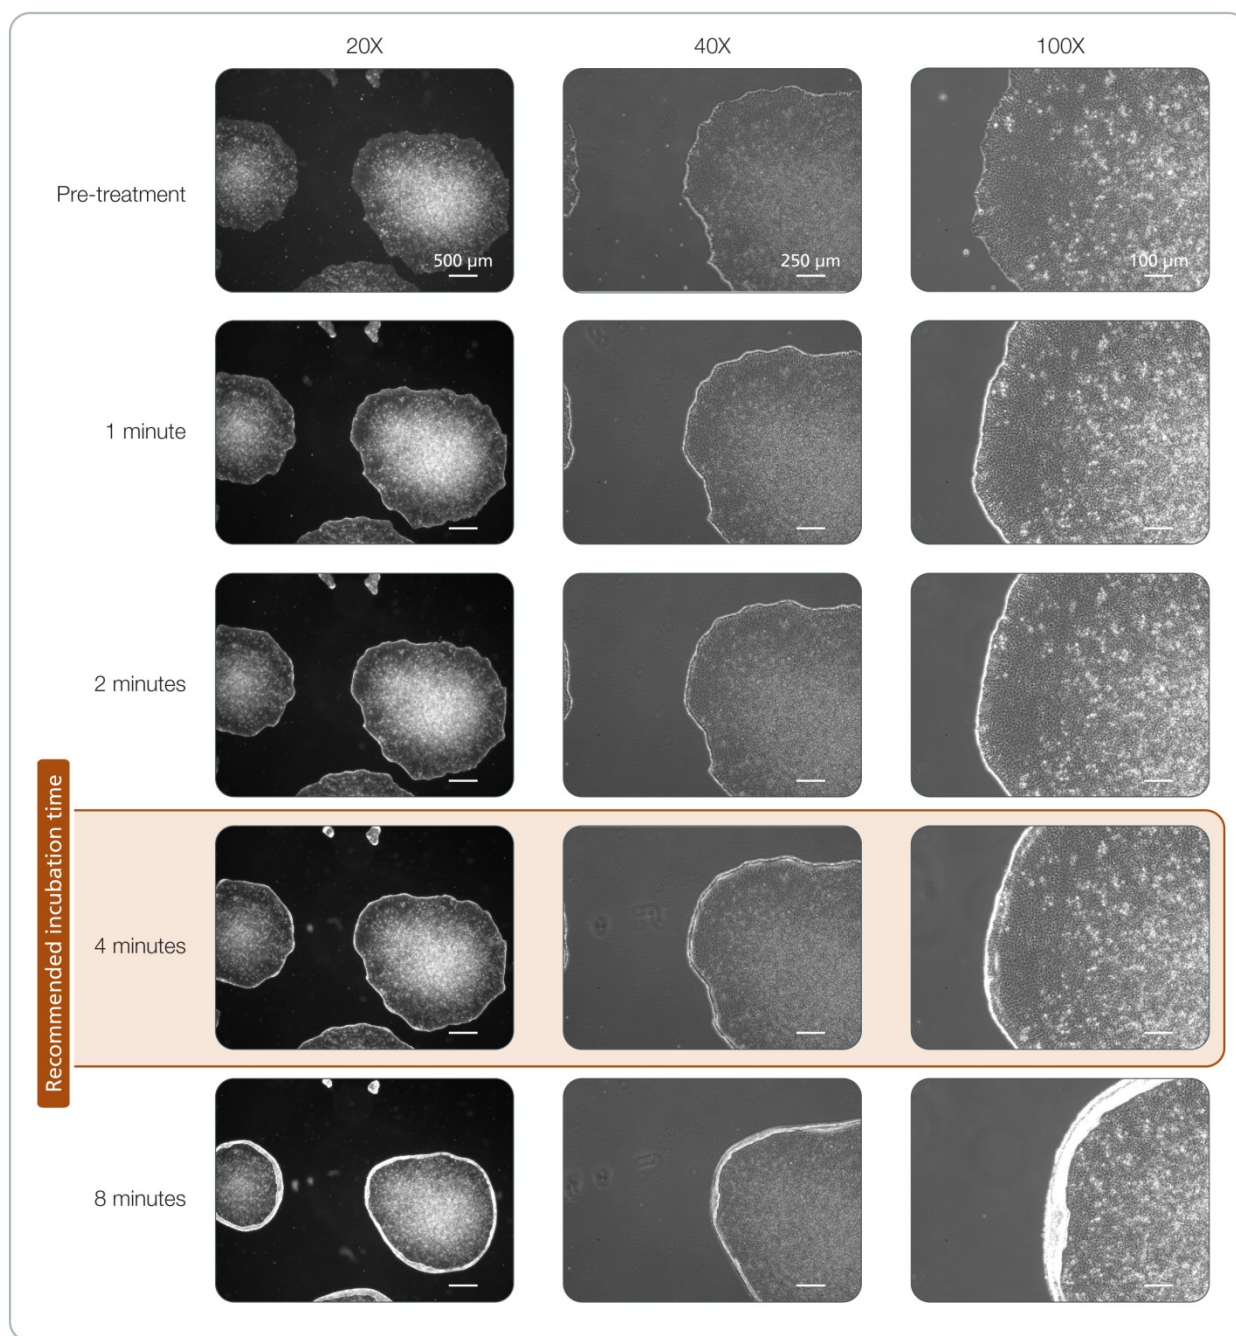 20X
40X
100X
Pre-treatment
500 µm
250 µm
100 µm
1 minute
2 minutes
Recommended incubation time
4 minutes
8 minutes